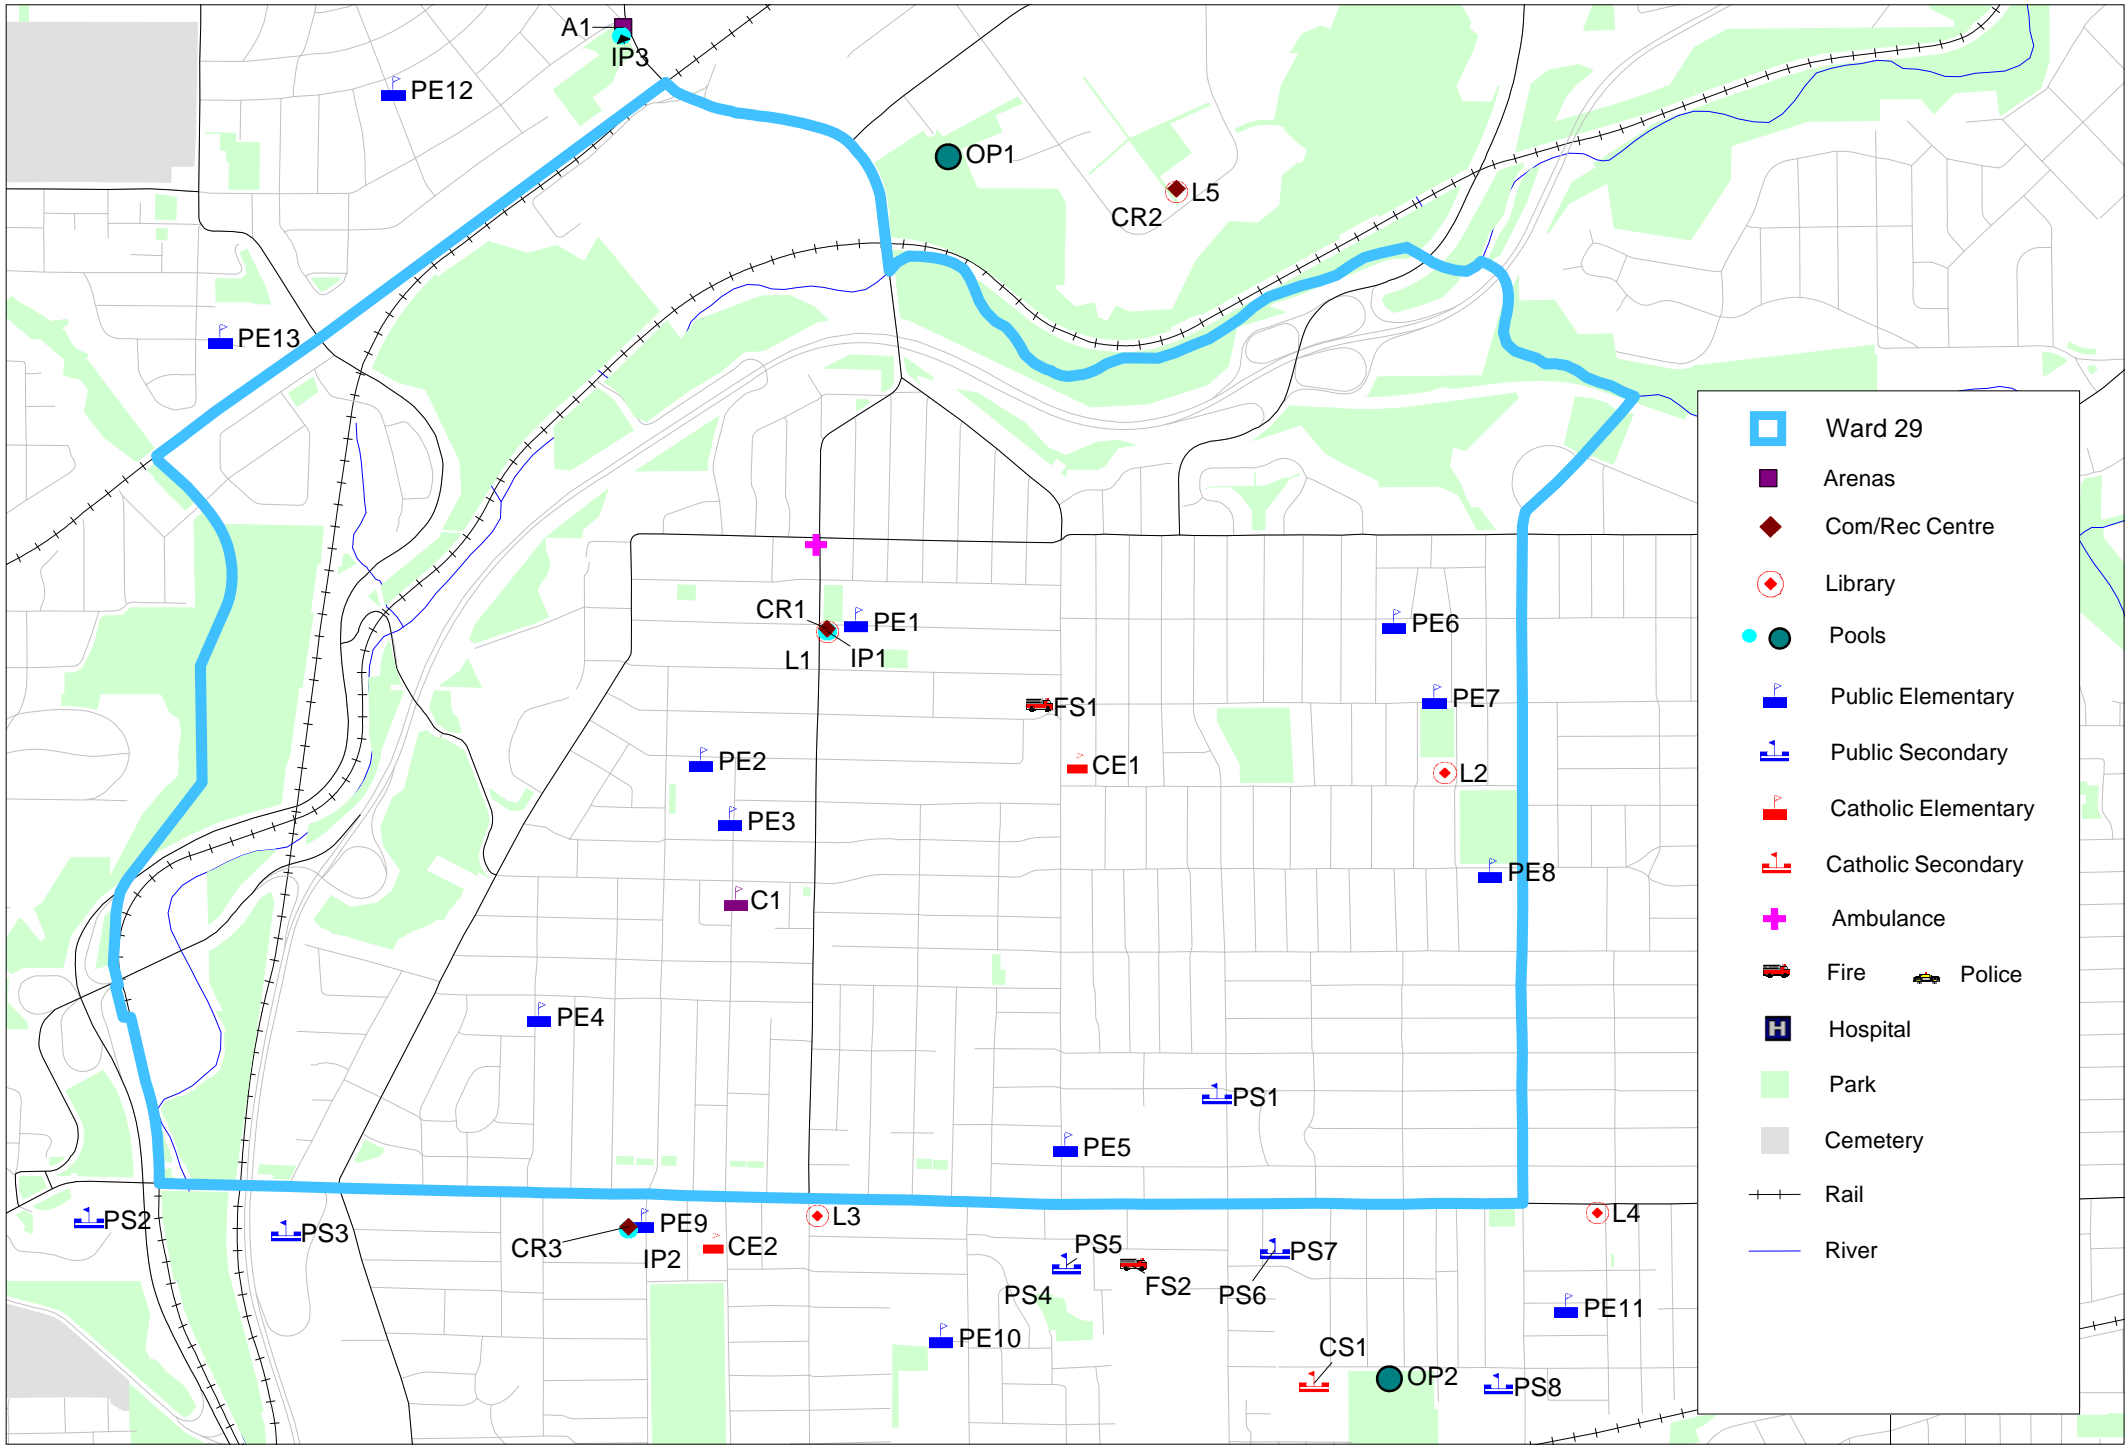 A1
IP3
PE12
OP1
L5
CR2
PE13
Ward 29
Arenas
Com/Rec Centre
Library
Pools
Public Elementary
Public Secondary
Catholic Elementary
Catholic Secondary
Ambulance
Fire
Police
H Hospital
Park
Cemetery
Rail
River
CR1
PE1
L1
IP1
PE6
FS1
PE7
PE2
CE1
L2
PE3
PE8
C1
PE4
PS1
PE5
PS2
PS3
CR3
PE9
IP2
CE2
L3
L4
PS5
PS4
FS2
PS7
PS6
PE10
PE11
CS1
OP2
PS8